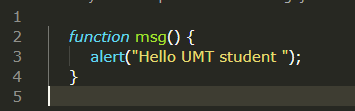 1
2 function msg() {
3 alert("Hello UMT student ");
4 }
5